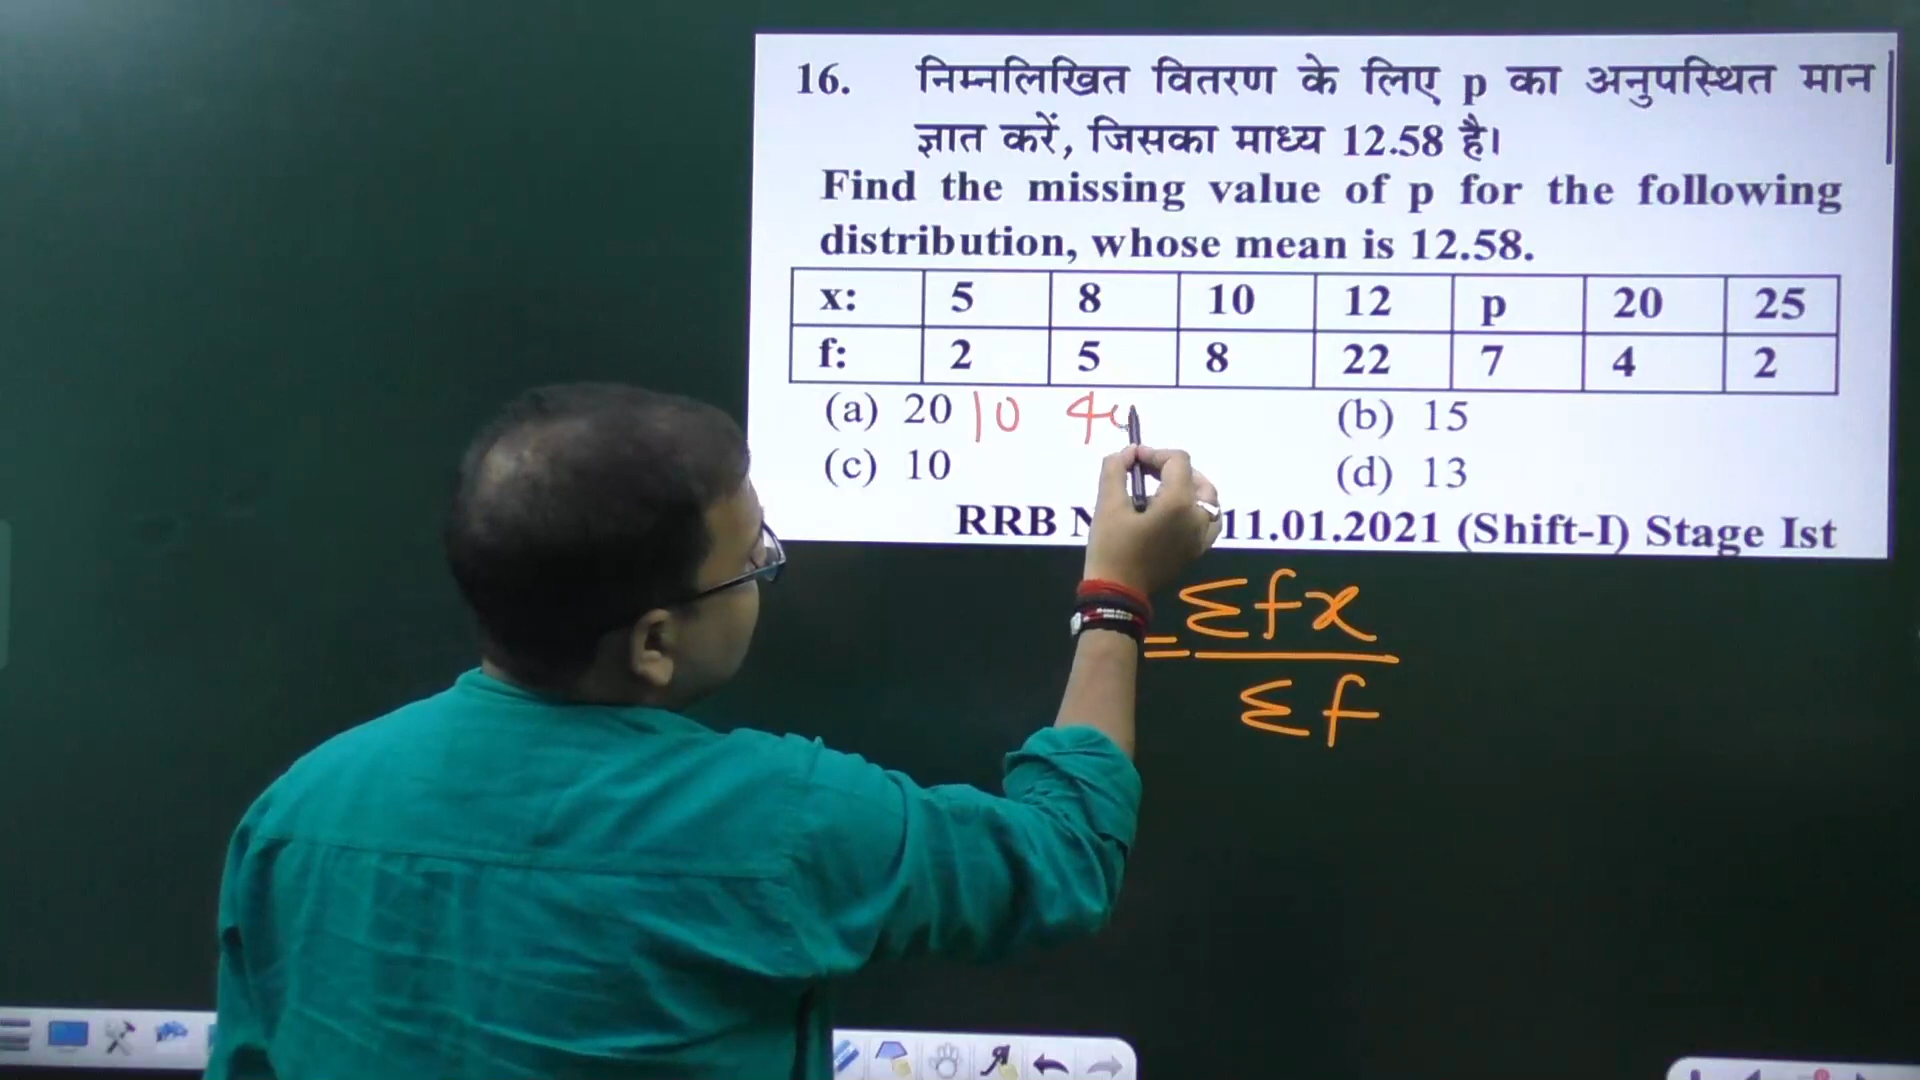 16. निम्नलिखित वितरण के लिए p का अनुपस्थित मान
ज्ञात करें, जिसका माध्य 12.58 है।
Find the missing value of p for the following
distribution, whose mean is 12.58.
x: 5 8 10 12 p 20 25
f: 2 5 8 22 7 4 2
(a) 20 10 (b) 15
(c) 10 (d) 13
RRB 11.01.2021 (Shift-I) Stage Ist
= Σfx
Σf